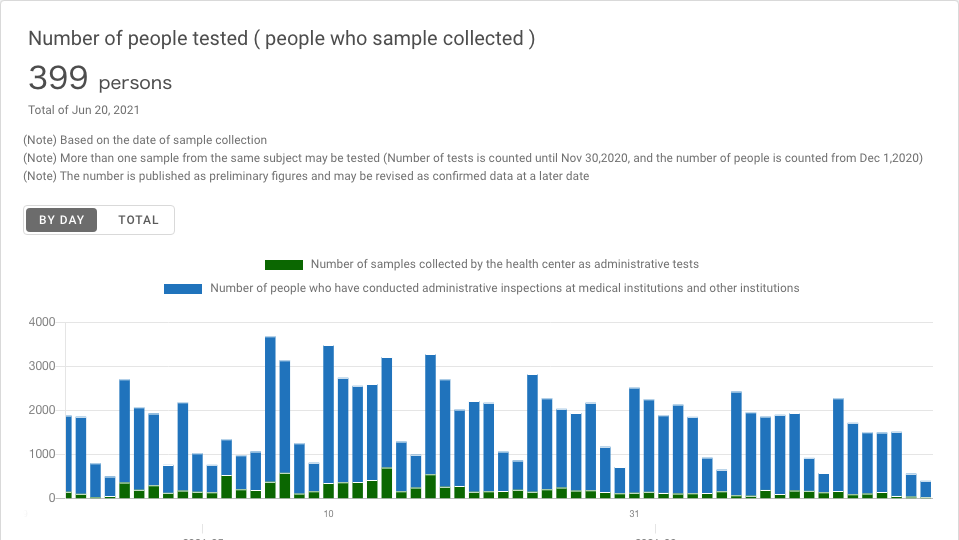 Number of people tested ( people who sample collected )
399 persons
Total of Jun 20, 2021
(Note) Based on the date of sample collection
(Note) More than one sample from the same subject may be tested (Number of tests is counted until Nov 30,2020, and the number of people is counted from Dec 1,2020)
(Note) The number is published as preliminary figures and may be revised as confirmed data at a later date
BY DAY TOTAL
Number of samples collected by the health center as administrative tests
Number of people who have conducted administrative inspections at medical institutions and other institutions
4000
3000
2000
1000
0
10 31